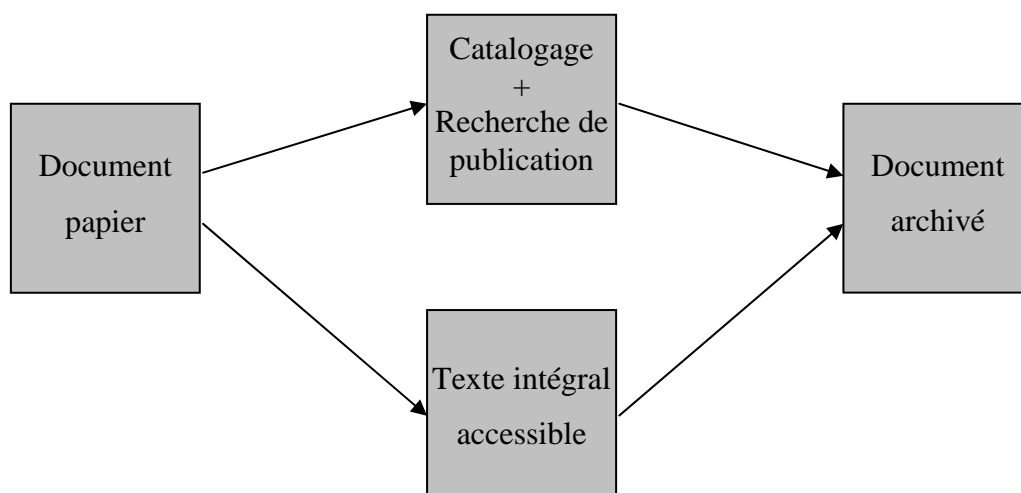 Document
papier
Catalogage
+
Recherche de
publication
Texte intégral
accessible
Document
archivé